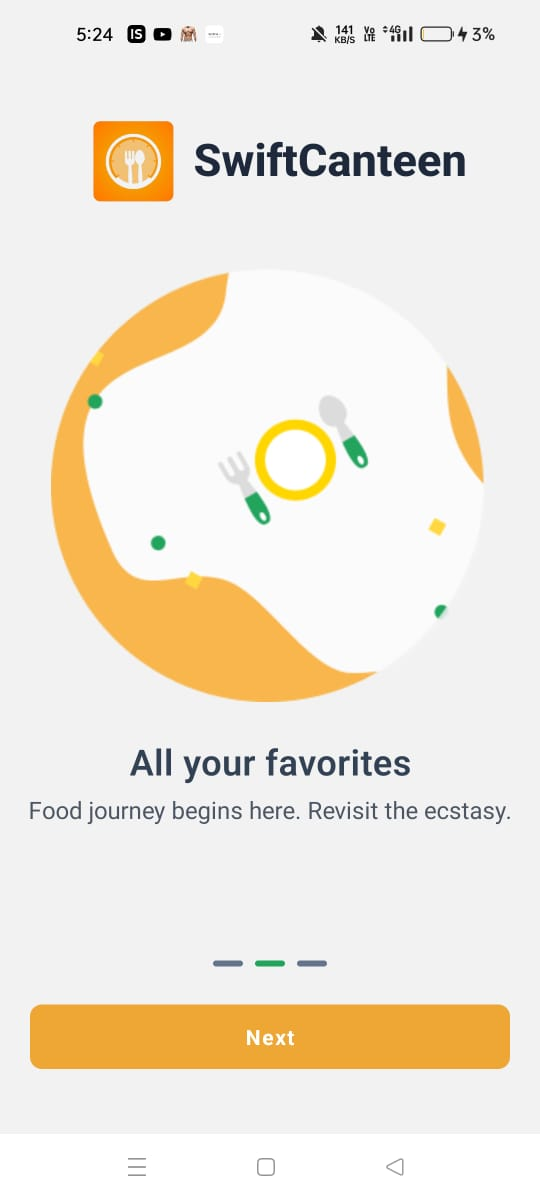 5:24 IS 141 KB/S Vo LTE 4G 3%
SwiftCanteen
All your favorites
Food journey begins here. Revisit the ecstasy.
Next